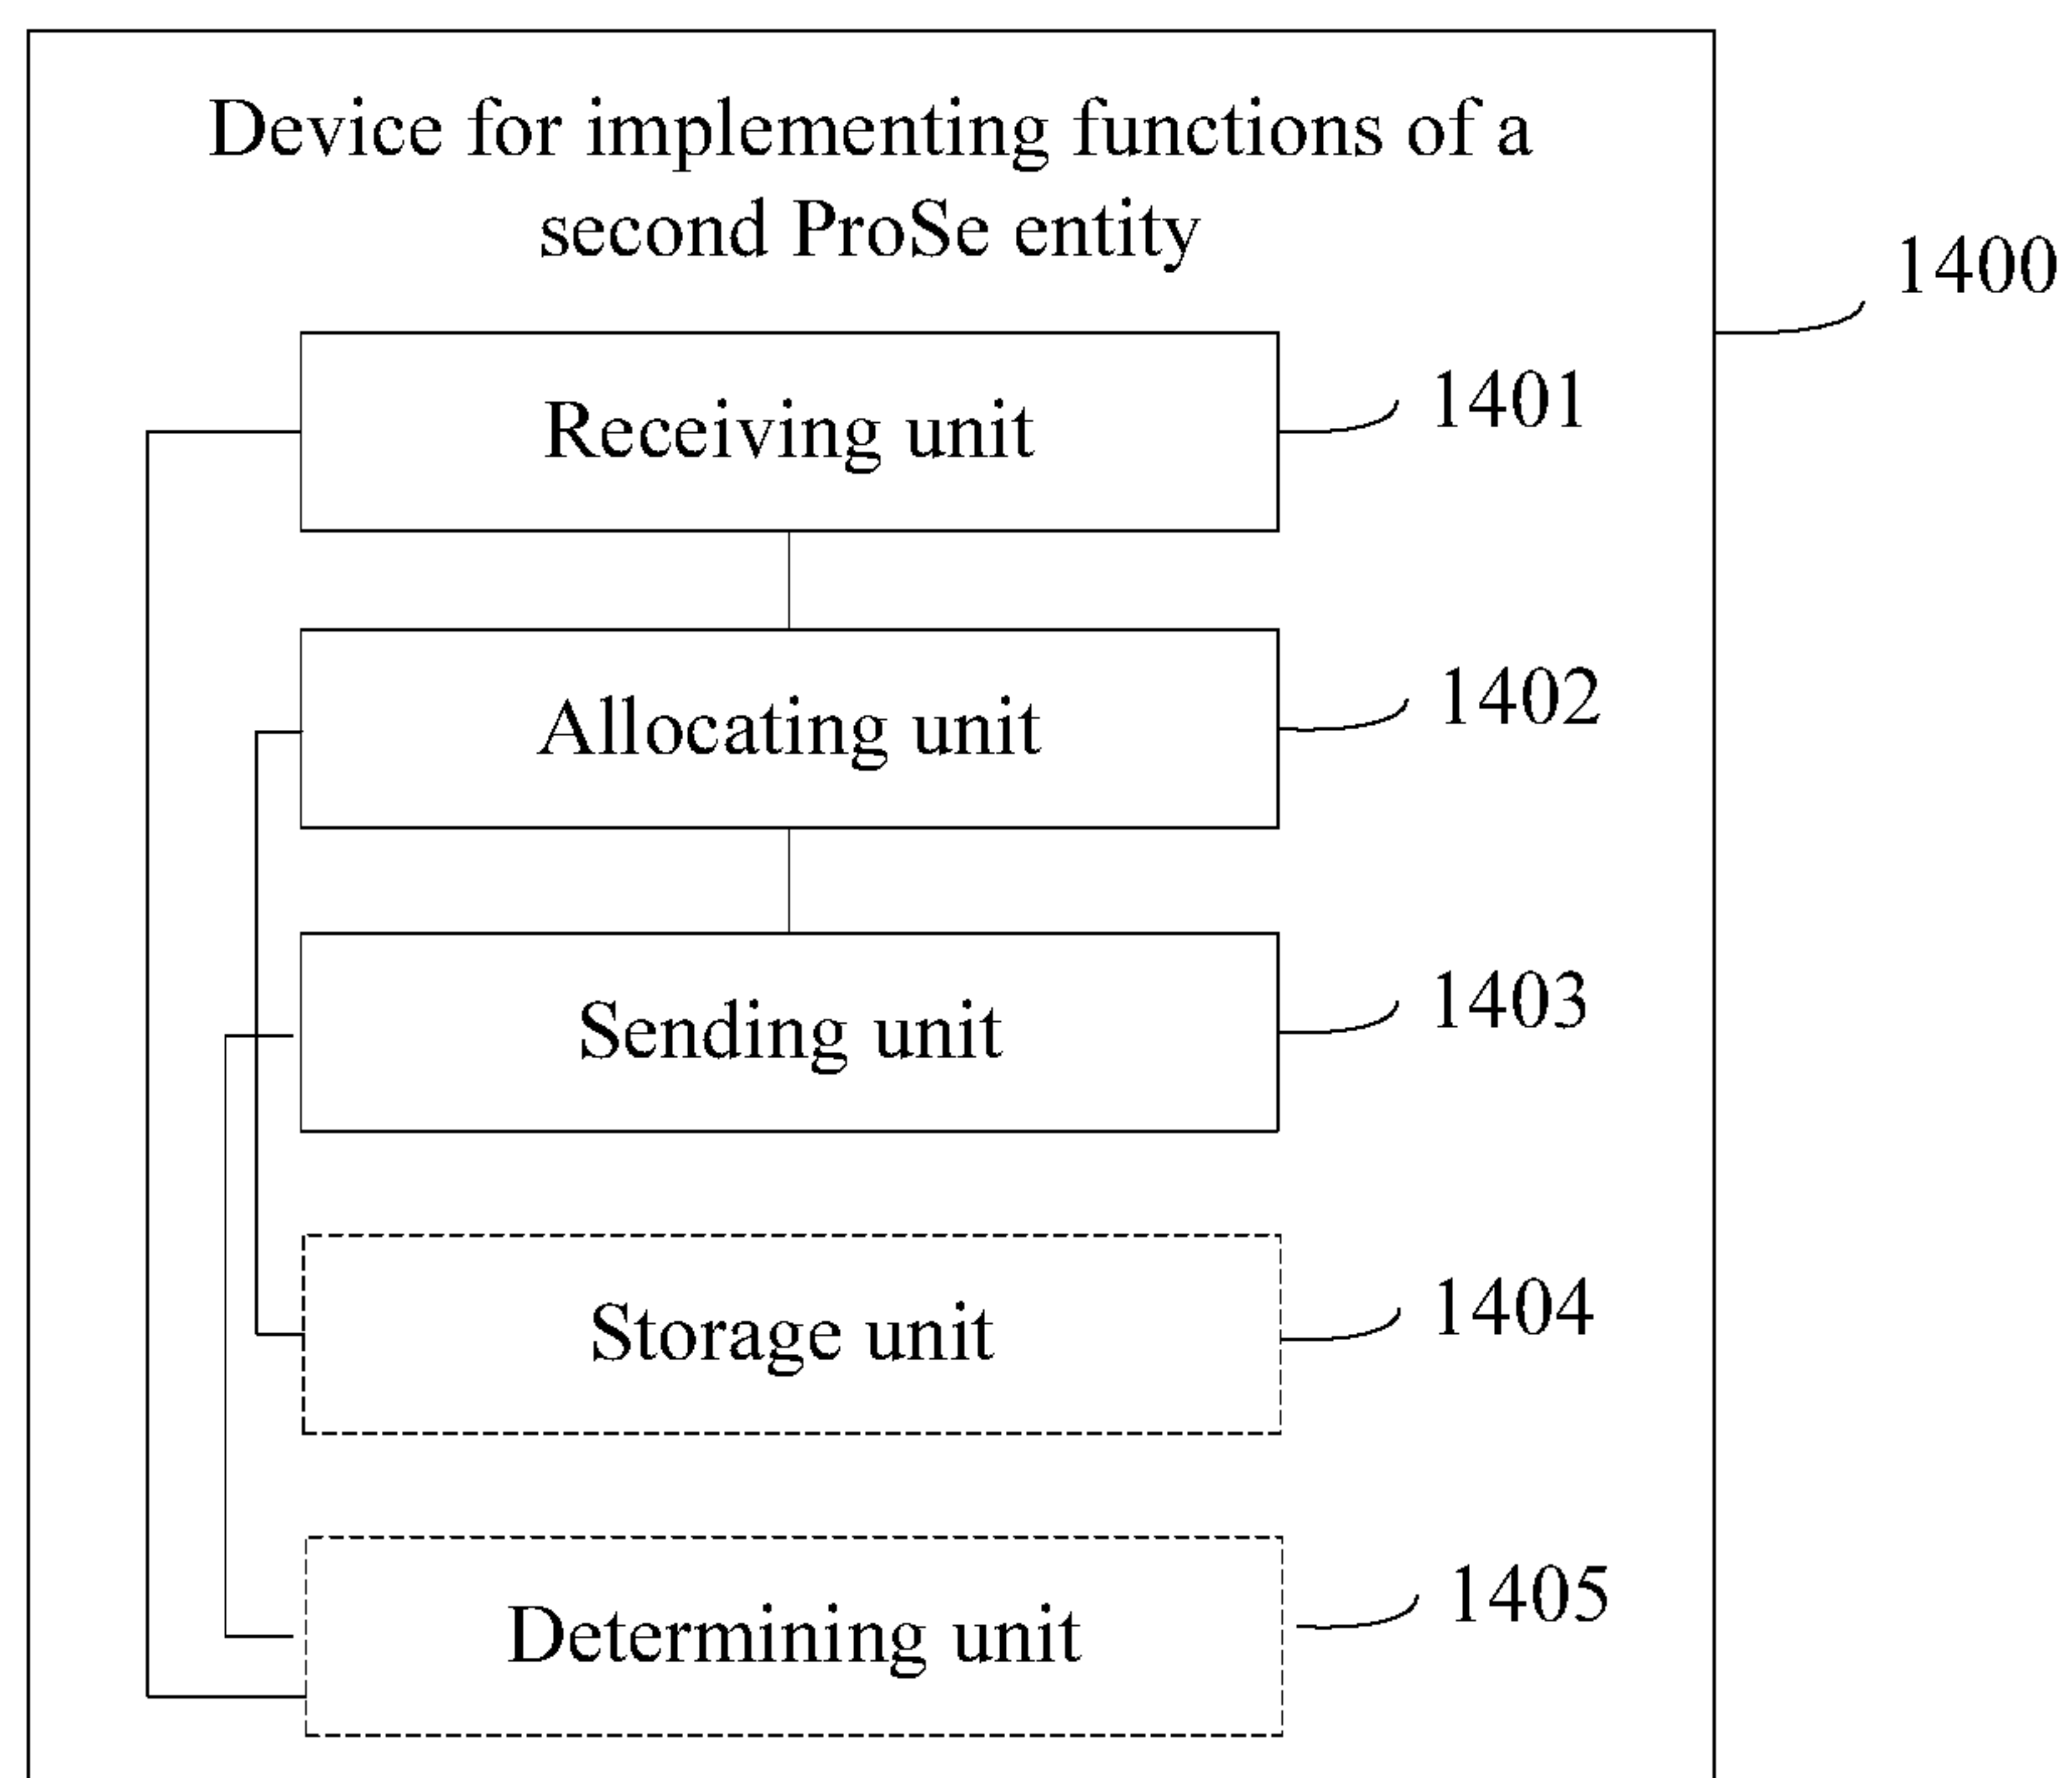 Device for implementing functions of a
second ProSe entity
1400
Receiving unit
1401
Allocating unit
1402
Sending unit
1403
Storage unit
1404
Determining unit
1405